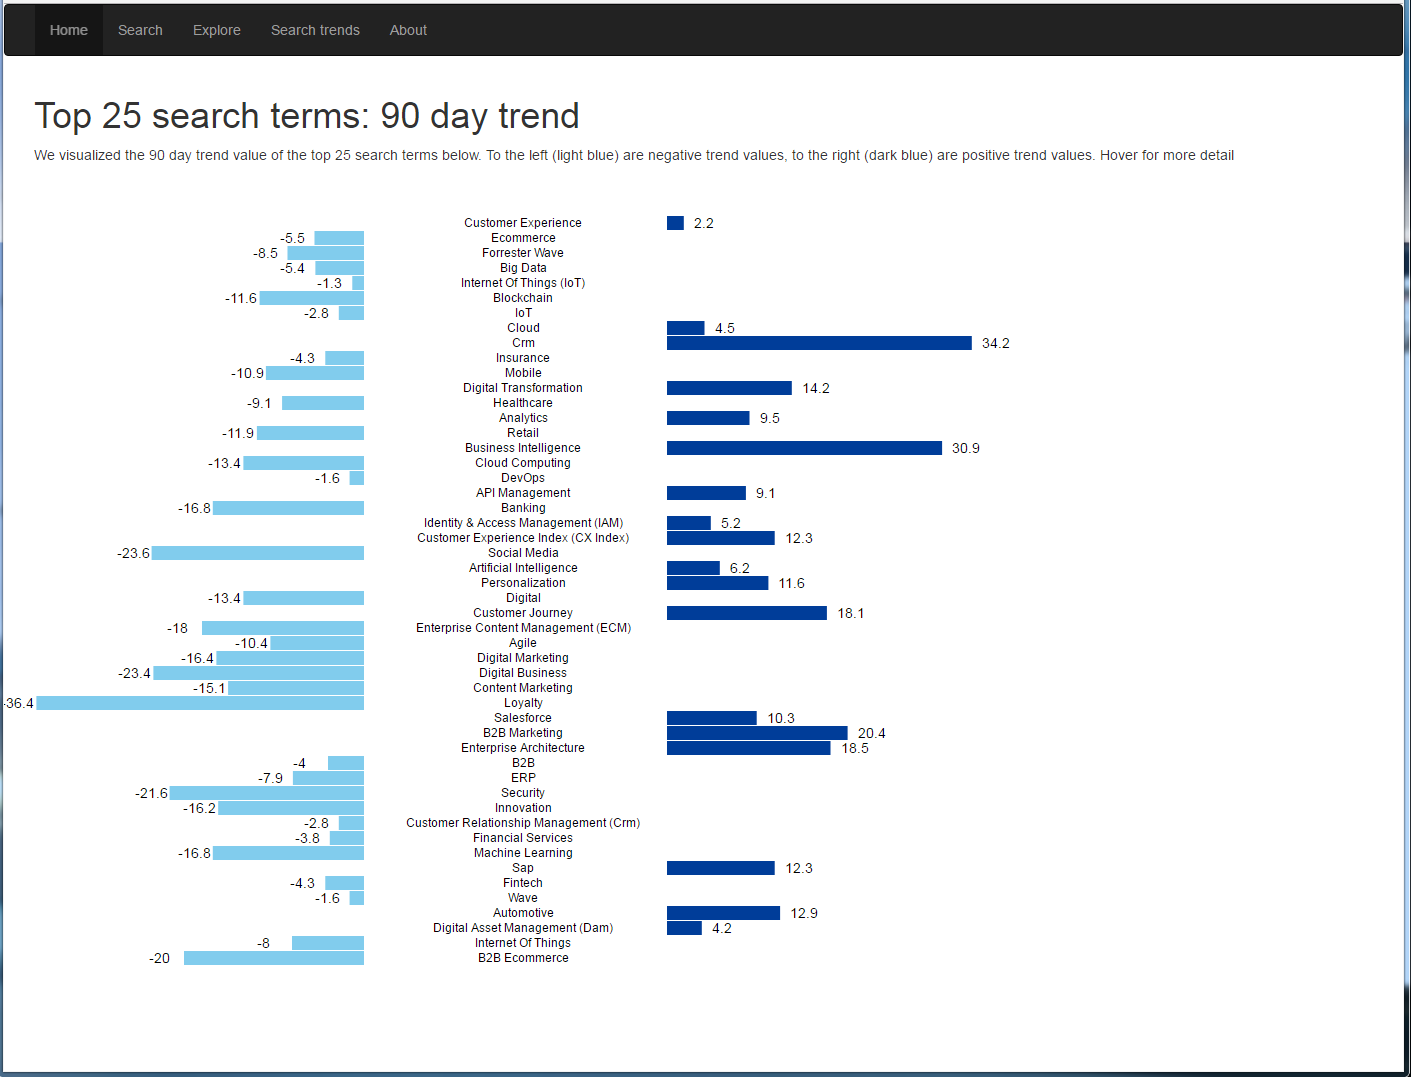 Home Search Explore Search trends About
Top 25 search terms: 90 day trend
We visualized the 90 day trend value of the top 25 search terms below. To the left (light blue) are negative trend values, to the right (dark blue) are positive trend values. Hover for more detail
Customer Experience 2.2
-5.5 Ecommerce
-8.5 Forrester Wave
-5.4 Big Data
-1.3 Internet Of Things (IoT)
-11.6 Blockchain
-2.8 IoT
Cloud 4.5
Crm 34.2
-4.3 Insurance
-10.9 Mobile
Digital Transformation 14.2
-9.1 Healthcare
Analytics 9.5
-11.9 Retail
Business Intelligence 30.9
-13.4 Cloud Computing
-1.6 DevOps
API Management 9.1
-16.8 Banking
Identity & Access Management (IAM) 5.2
Customer Experience Index (CX Index) 12.3
-23.6 Social Media
Artificial Intelligence 6.2
Personalization 11.6
-13.4 Digital
Customer Journey 18.1
-18 Enterprise Content Management (ECM)
-10.4 Agile
-16.4 Digital Marketing
-23.4 Digital Business
-15.1 Content Marketing
-36.4 Loyalty
Salesforce 10.3
B2B Marketing 20.4
Enterprise Architecture 18.5
-4 B2B
-7.9 ERP
-21.6 Security
-16.2 Innovation
-2.8 Customer Relationship Management (Crm)
-3.8 Financial Services
-16.8 Machine Learning
Sap 12.3
-4.3 Fintech
-1.6 Wave
Automotive 12.9
Digital Asset Management (Dam) 4.2
-8 Internet Of Things
-20 B2B Ecommerce